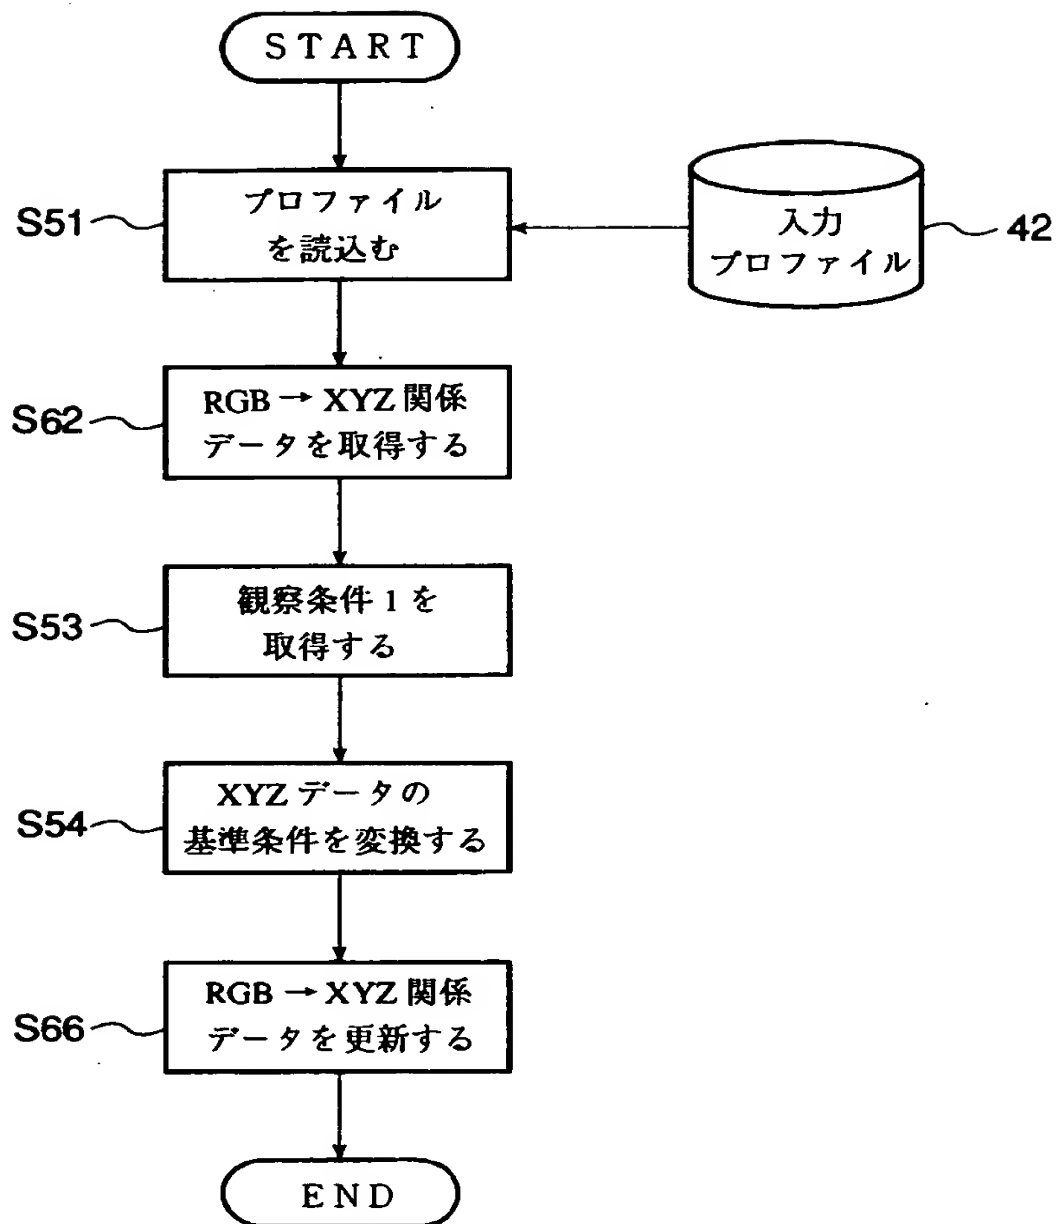 START
S51
プロファイル
を読込む
入力
プロファイル
42
S62
RGB → XYZ 関係
データを取得する
S53
観察条件 1 を
取得する
S54
XYZ データの
基準条件を変換する
S66
RGB → XYZ 関係
データを更新する
END